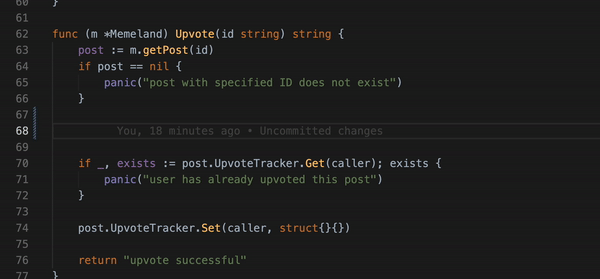 60 }
61
62 func (m *Memeland) Upvote(id string) string {
63 post := m.getPost(id)
64 if post == nil {
65 panic("post with specified ID does not exist")
66 }
67
68 You, 18 minutes ago • Uncommitted changes
69
70 if _, exists := post.UpvoteTracker.Get(caller); exists {
71 panic("user has already upvoted this post")
72 }
73
74 post.UpvoteTracker.Set(caller, struct{}{})
75
76 return "upvote successful"
77 }